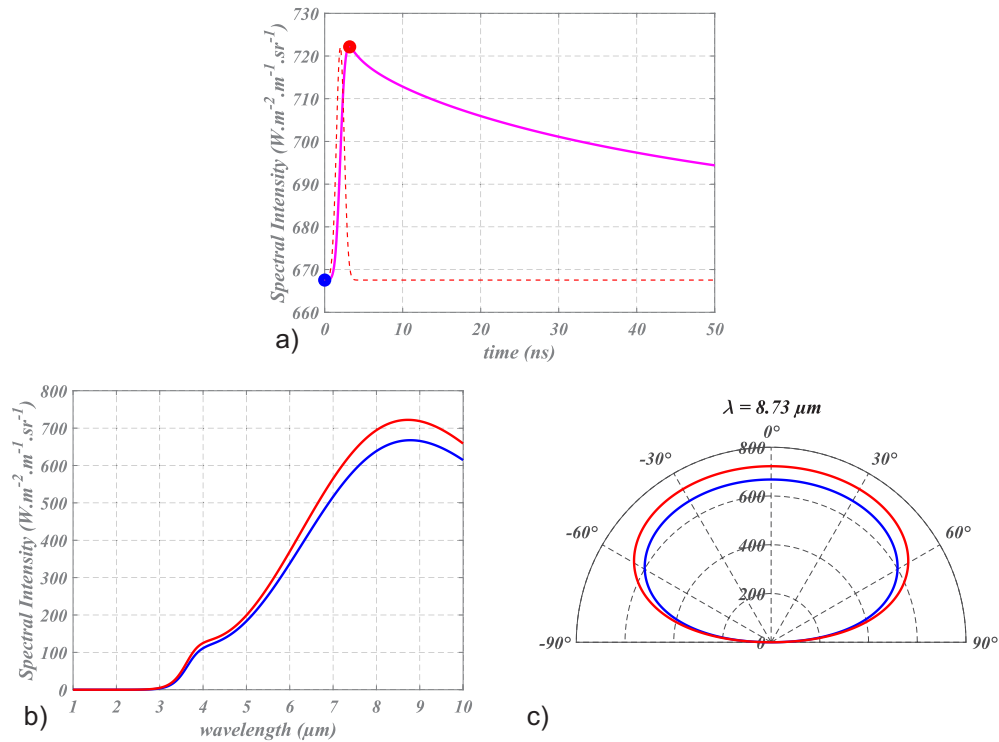 730
720
710
700
690
680
670
660
Spectral Intensity (W.m⁻².m⁻¹.sr⁻¹)
0 10 20 30 40 50
time (ns)
a)
800
700
600
500
400
300
200
100
0
Spectral Intensity (W.m⁻².m⁻¹.sr⁻¹)
1 2 3 4 5 6 7 8 9 10
wavelength (μm)
b)
λ = 8.73 μm
0°
-30 30°
-60° 60°
-90° 90°
800
600
400
200
0
c)